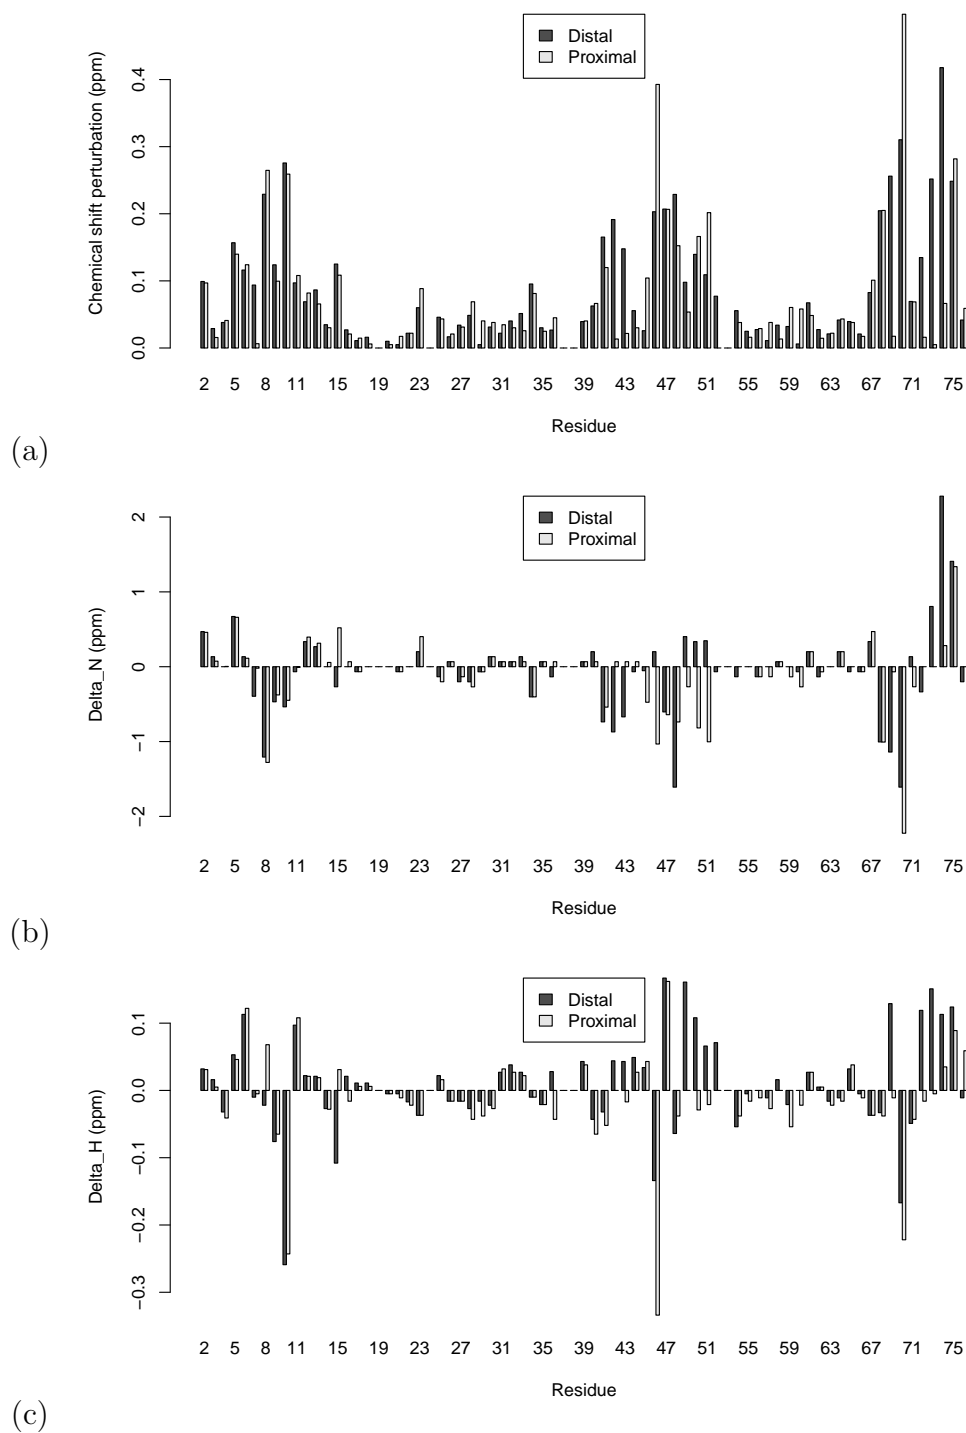 Distal
Proximal
Chemical shift perturbation (ppm)
0.4
0.3
0.2
0.1
0.0
2 5 8 11 15 19 23 27 31 35 39 43 47 51 55 59 63 67 71 75
Residue
(a)
Distal
Proximal
Delta_N (ppm)
2
1
0
−1
−2
2 5 8 11 15 19 23 27 31 35 39 43 47 51 55 59 63 67 71 75
Residue
(b)
Distal
Proximal
Delta_H (ppm)
0.1
0.0
−0.1
−0.2
−0.3
2 5 8 11 15 19 23 27 31 35 39 43 47 51 55 59 63 67 71 75
Residue
(c)